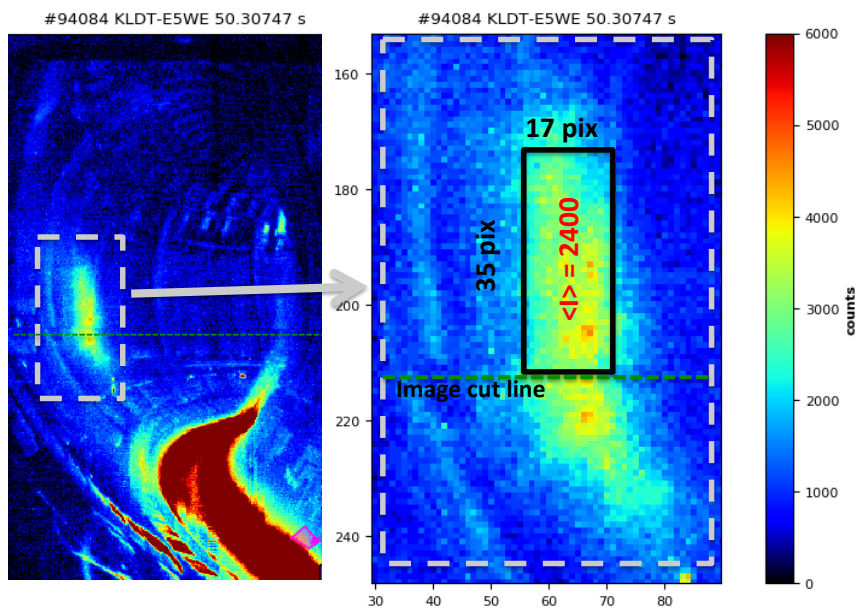 #94084 KLDT-E5WE 50.30747 s
#94084 KLDT-E5WE 50.30747 s
160
180
200
220
240
30
40
50
60
70
80
17 pix
35 pix
<I> = 2400
Image cut line
6000
5000
4000
3000
2000
1000
0
counts